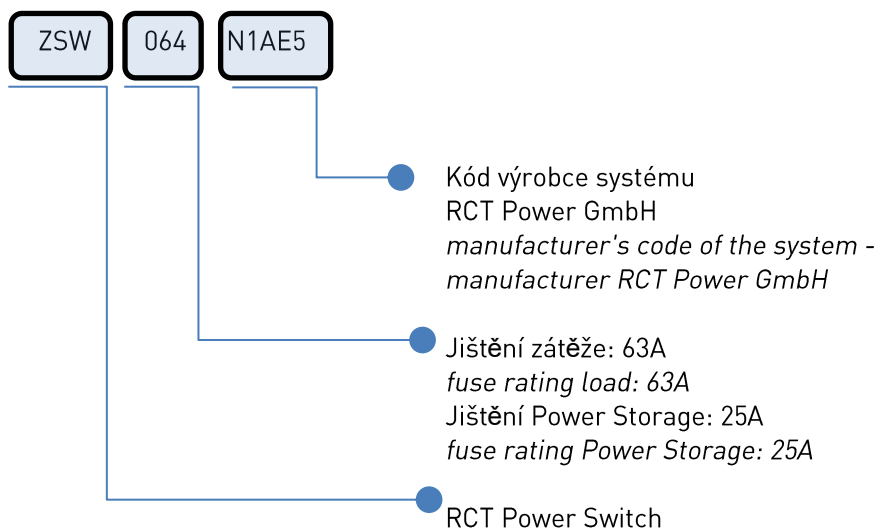 ZSW 064 N1AE5
Kód výrobce systému
RCT Power GmbH
manufacturer's code of the system -
manufacturer RCT Power GmbH
Jištění zátěže: 63A
fuse rating load: 63A
Jištění Power Storage: 25A
fuse rating Power Storage: 25A
RCT Power Switch